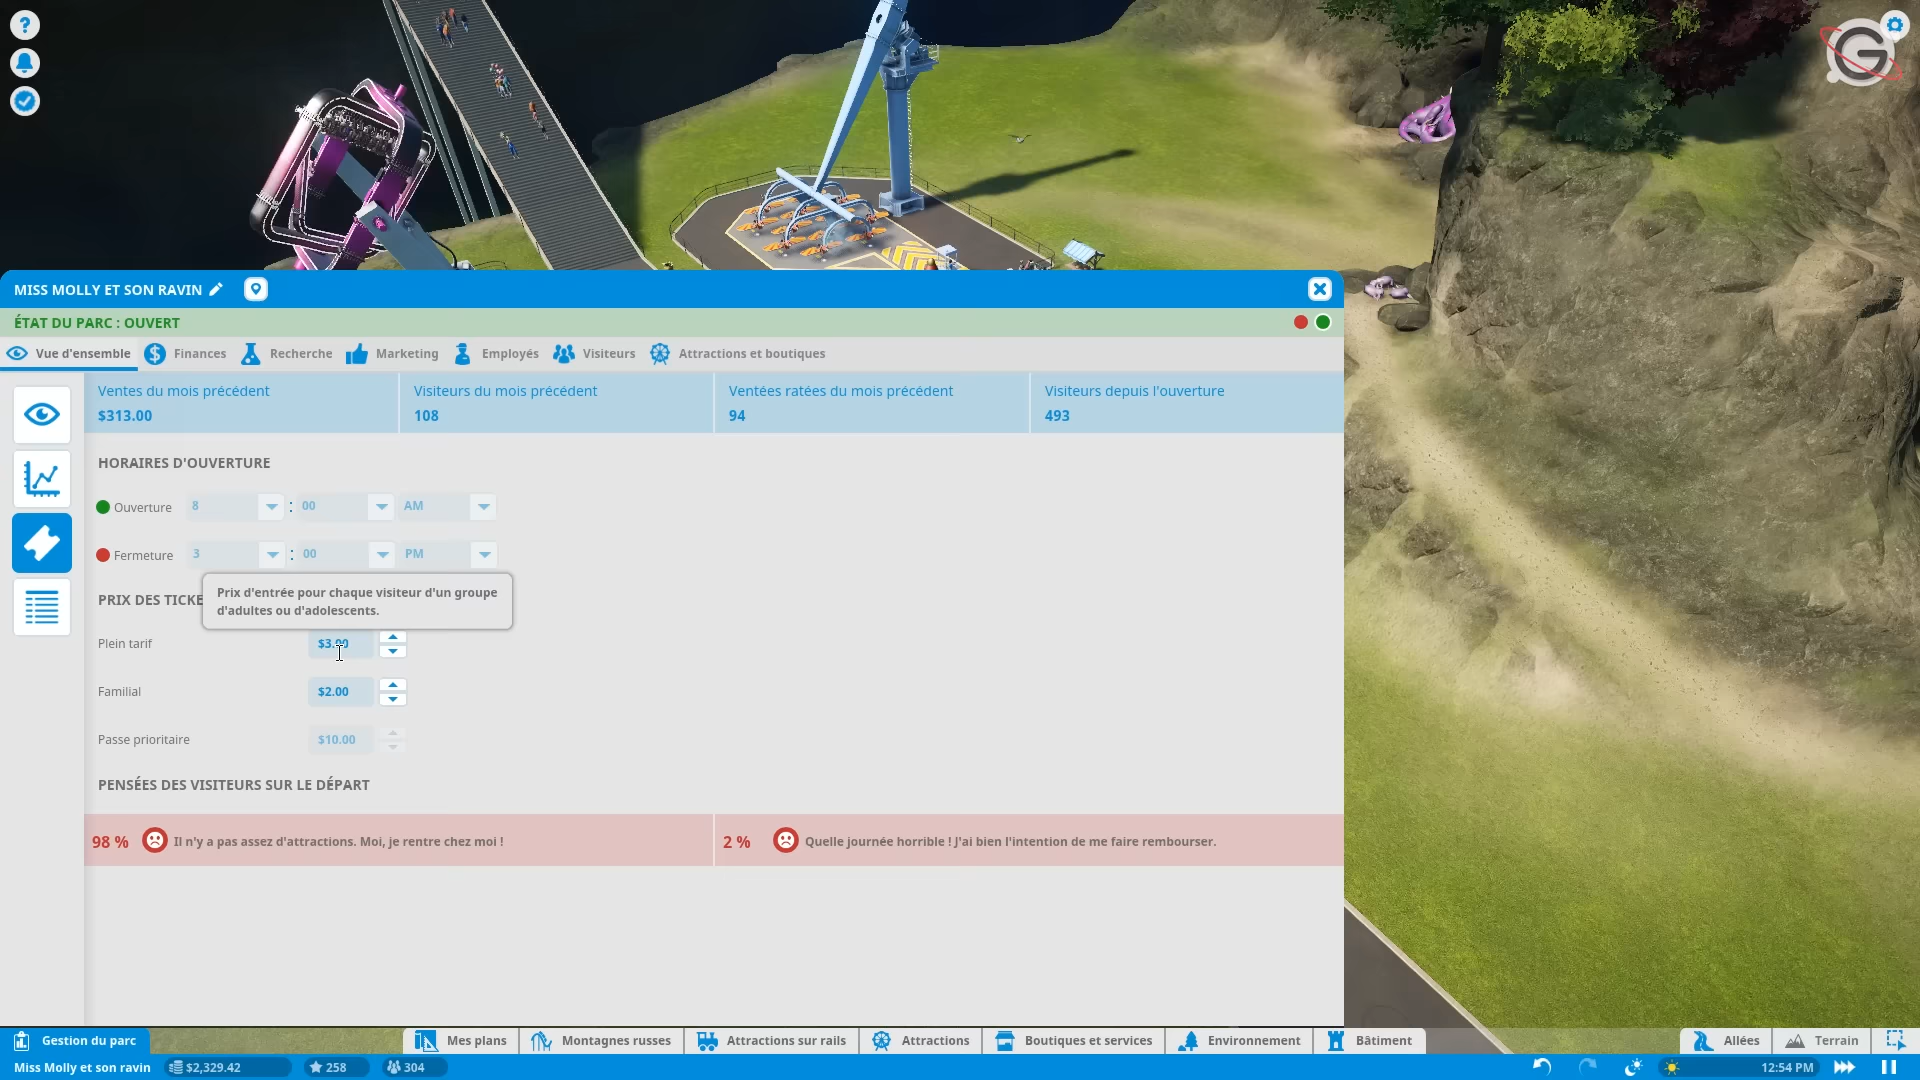 MISS MOLLY ET SON RAVIN
ÉTAT DU PARC : OUVERT
Vue d'ensemble
Finances
Recherche
Marketing
Employés
Visiteurs
Attractions et boutiques
Ventes du mois précédent
$313.00
Visiteurs du mois précédent
108
Ventées ratées du mois précédent
94
Visiteurs depuis l'ouverture
493
HORAIRES D'OUVERTURE
Ouverture 8 : 00 AM
Fermeture 3 : 00 PM
PRIX DES TICKE
Prix d'entrée pour chaque visiteur d'un groupe
d'adultes ou d'adolescents.
Plein tarif $3.00
Familial $2.00
Passe prioritaire $10.00
PENSÉES DES VISITEURS SUR LE DÉPART
98 % Il n'y a pas assez d'attractions. Moi, je rentre chez moi !
2 % Quelle journée horrible ! J'ai bien l'intention de me faire rembourser.
Gestion du parc
Mes plans
Montagnes russes
Attractions sur rails
Attractions
Boutiques et services
Environnement
Bâtiment
Allées
Terrain
Miss Molly et son ravin
$2,329.42
258
304
12:54 PM